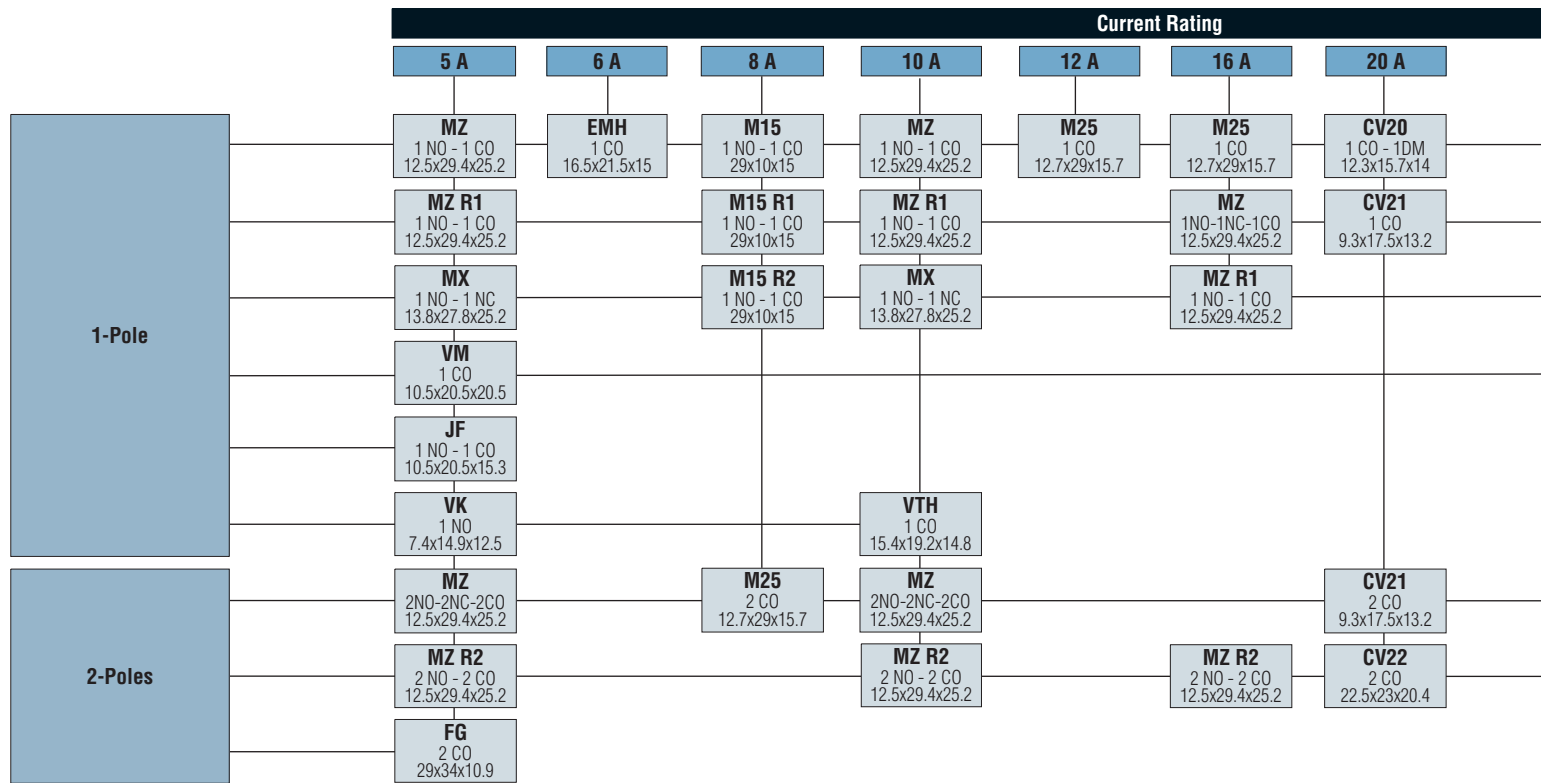 Current Rating
5 A
6 A
8 A
10 A
12 A
16 A
20 A
1-Pole
MZ
1 NO - 1 CO
12.5x29.4x25.2
EMH
1 CO
16.5x21.5x15
M15
1 NO - 1 CO
29x10x15
MZ
1 NO - 1 CO
12.5x29.4x25.2
M25
1 CO
12.7x29x15.7
M25
1 CO
12.7x29x15.7
CV20
1 CO - 1DM
12.3x15.7x14
MZ R1
1 NO - 1 CO
12.5x29.4x25.2
M15 R1
1 NO - 1 CO
29x10x15
MZ R1
1 NO - 1 CO
12.5x29.4x25.2
MZ
1NO-1NC-1CO
12.5x29.4x25.2
CV21
1 CO
9.3x17.5x13.2
MX
1 NO - 1 NC
13.8x27.8x25.2
M15 R2
1 NO - 1 CO
29x10x15
MX
1 NO - 1 NC
13.8x27.8x25.2
MZ R1
1 NO - 1 CO
12.5x29.4x25.2
VM
1 CO
10.5x20.5x20.5
JF
1 NO - 1 CO
10.5x20.5x15.3
VK
1 NO
7.4x14.9x12.5
VTH
1 CO
15.4x19.2x14.8
2-Poles
MZ
2NO-2NC-2CO
12.5x29.4x25.2
M25
2 CO
12.7x29x15.7
MZ
2NO-2NC-2CO
12.5x29.4x25.2
CV21
2 CO
9.3x17.5x13.2
MZ R2
2 NO - 2 CO
12.5x29.4x25.2
MZ R2
2 NO - 2 CO
12.5x29.4x25.2
MZ R2
2 NO - 2 CO
12.5x29.4x25.2
CV22
2 CO
22.5x23x20.4
FG
2 CO
29x34x10.9